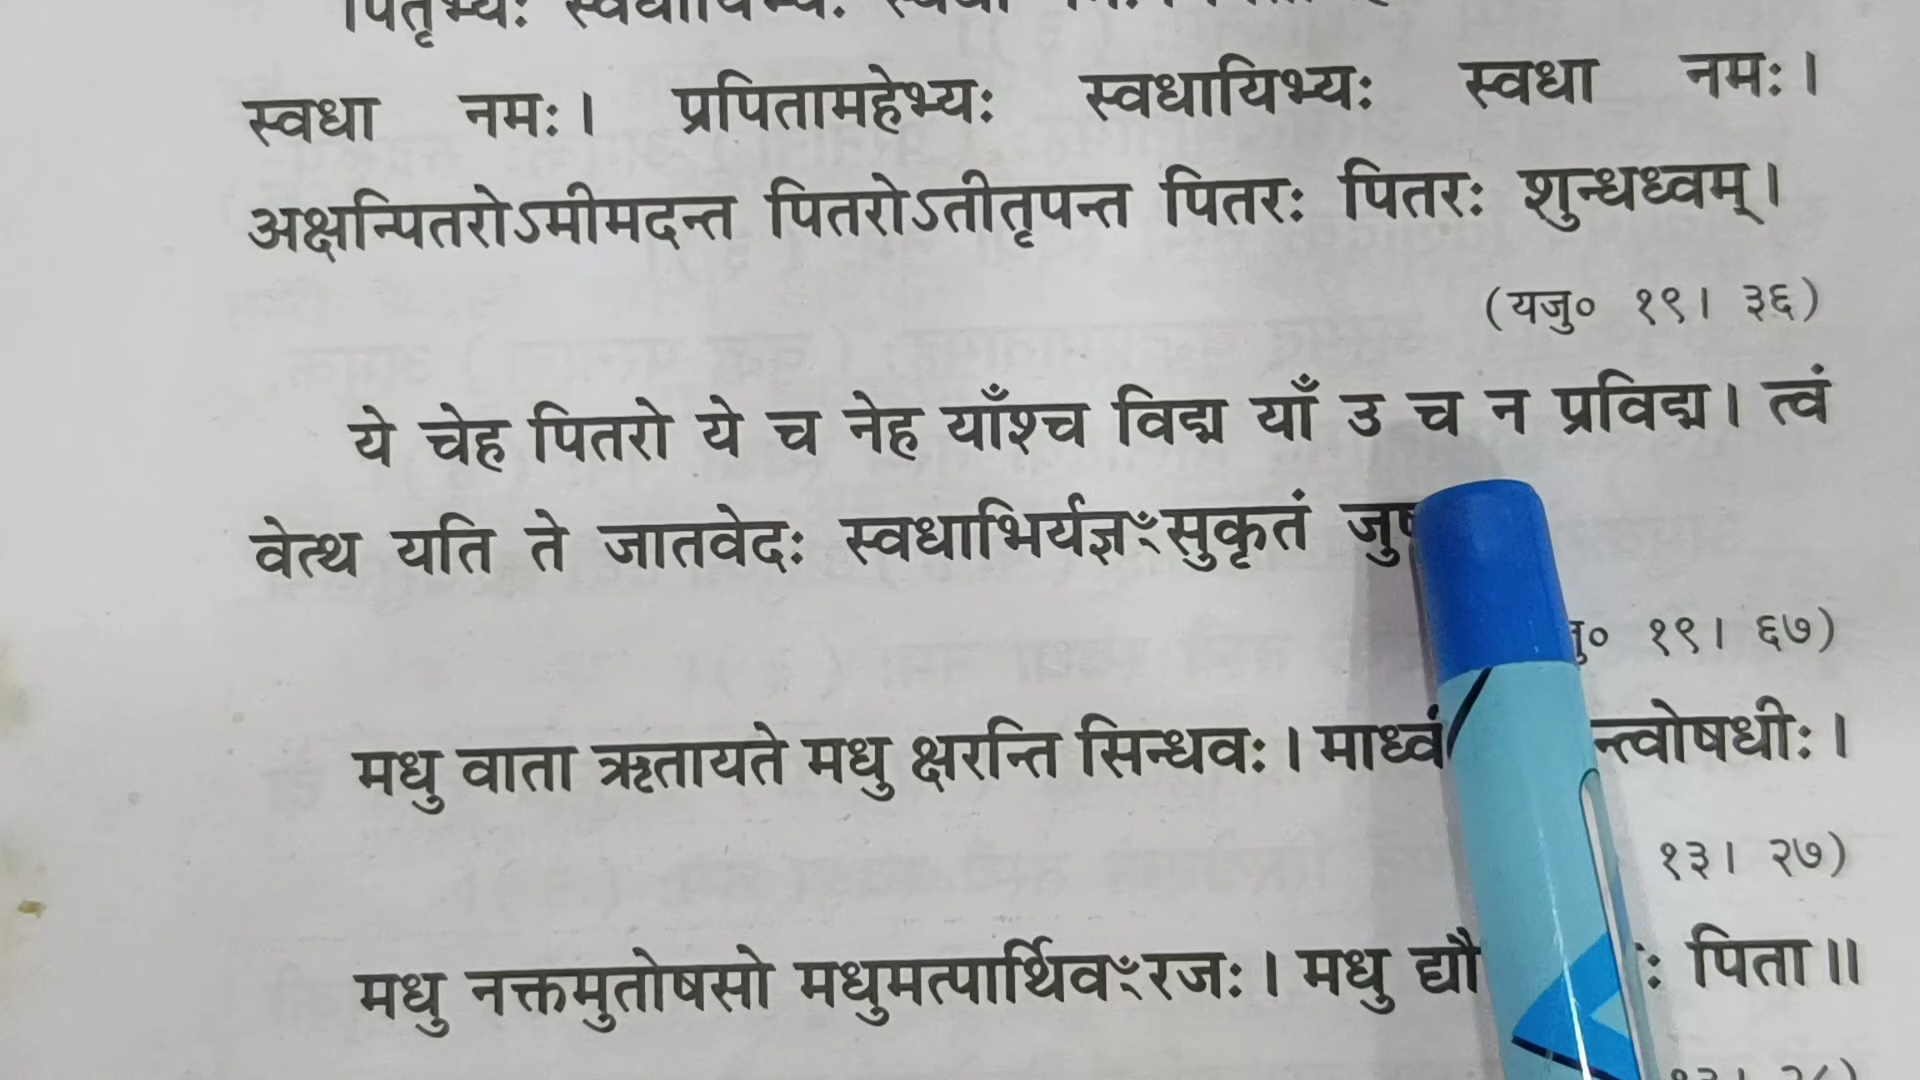 स्वधा नमः। प्रपितामहेभ्यः स्वधायिभ्यः स्वधा नमः।
अक्षन्पितरोऽमीमदन्त पितरोऽतीतृपन्त पितरः पितरः शुन्धध्वम्।
(यजु० १९। ३६)
ये चेह पितरो ये च नेह याँश्च विद्म याँ उ च न प्रविद्म। त्वं
वेत्थ यति ते जातवेदः स्वधाभिर्यज्ञꣳसुकृतं
१९। ६७)
मधु वाता ऋतायते मधु क्षरन्ति सिन्धवः। 
१३। २७)
मधु नक्तमुतोषसो मधुमत्पार्थिवꣳरजः। मधु पिता॥